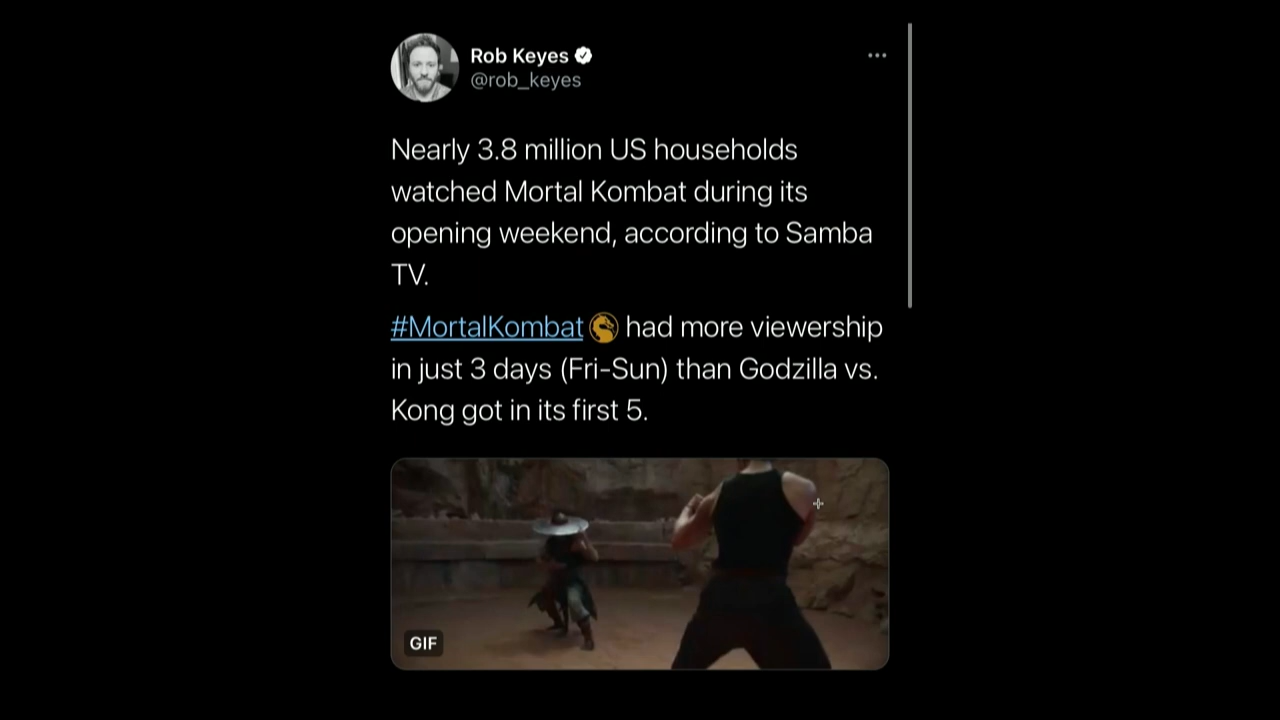 Rob Keyes
@rob_keyes
Nearly 3.8 million US households
watched Mortal Kombat during its
opening weekend, according to Samba
TV.
#MortalKombat had more viewership
in just 3 days (Fri-Sun) than Godzilla vs.
Kong got in its first 5.
GIF